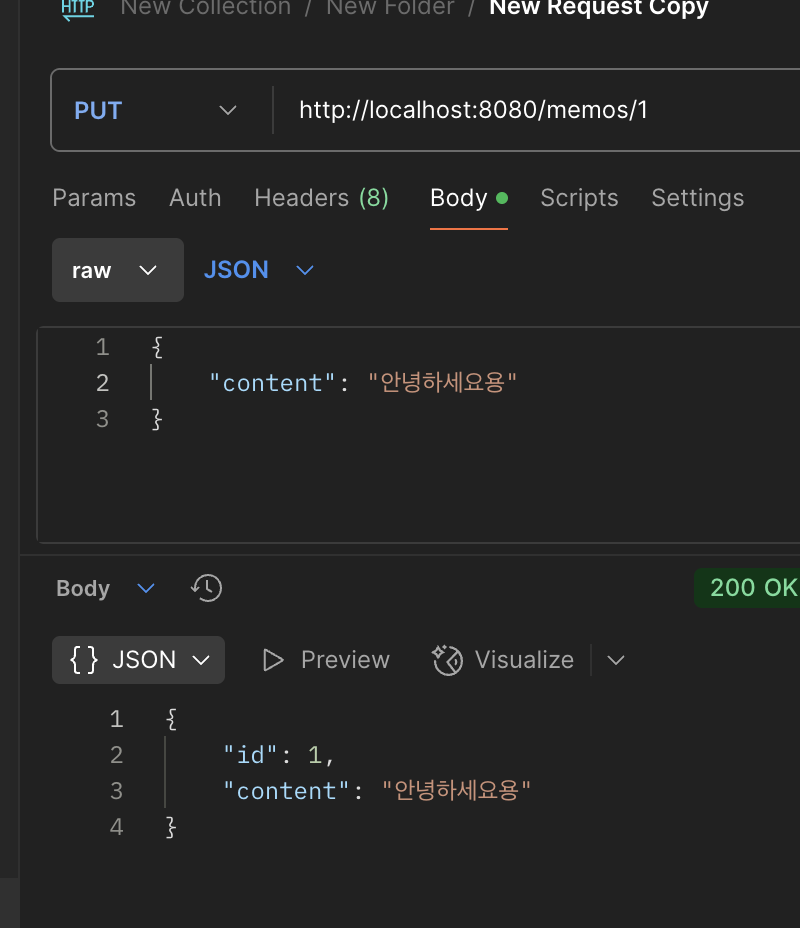 HTTP New Collection / New Folder / New Request Copy
PUT http://localhost:8080/memos/1
Params Auth Headers (8) Body Scripts Settings
raw JSON
1 {
2 "content": "안녕하세요용"
3 }
Body 200 OK
{} JSON Preview Visualize
1 {
2 "id": 1,
3 "content": "안녕하세요용"
4 }